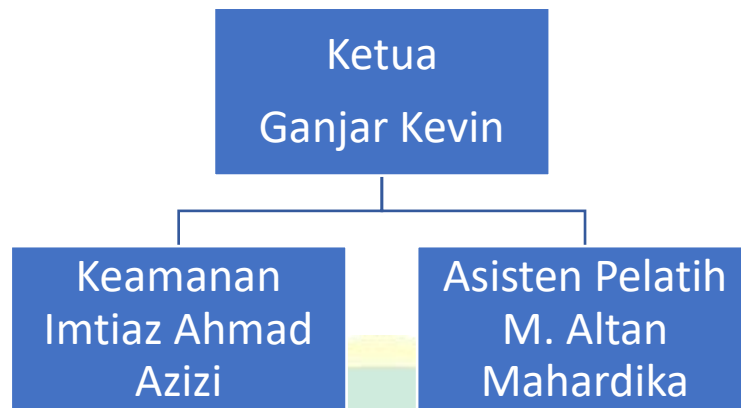 Ketua
Ganjar Kevin
Keamanan
Imtiaz Ahmad
Azizi
Asisten Pelatih
M. Altan
Mahardika